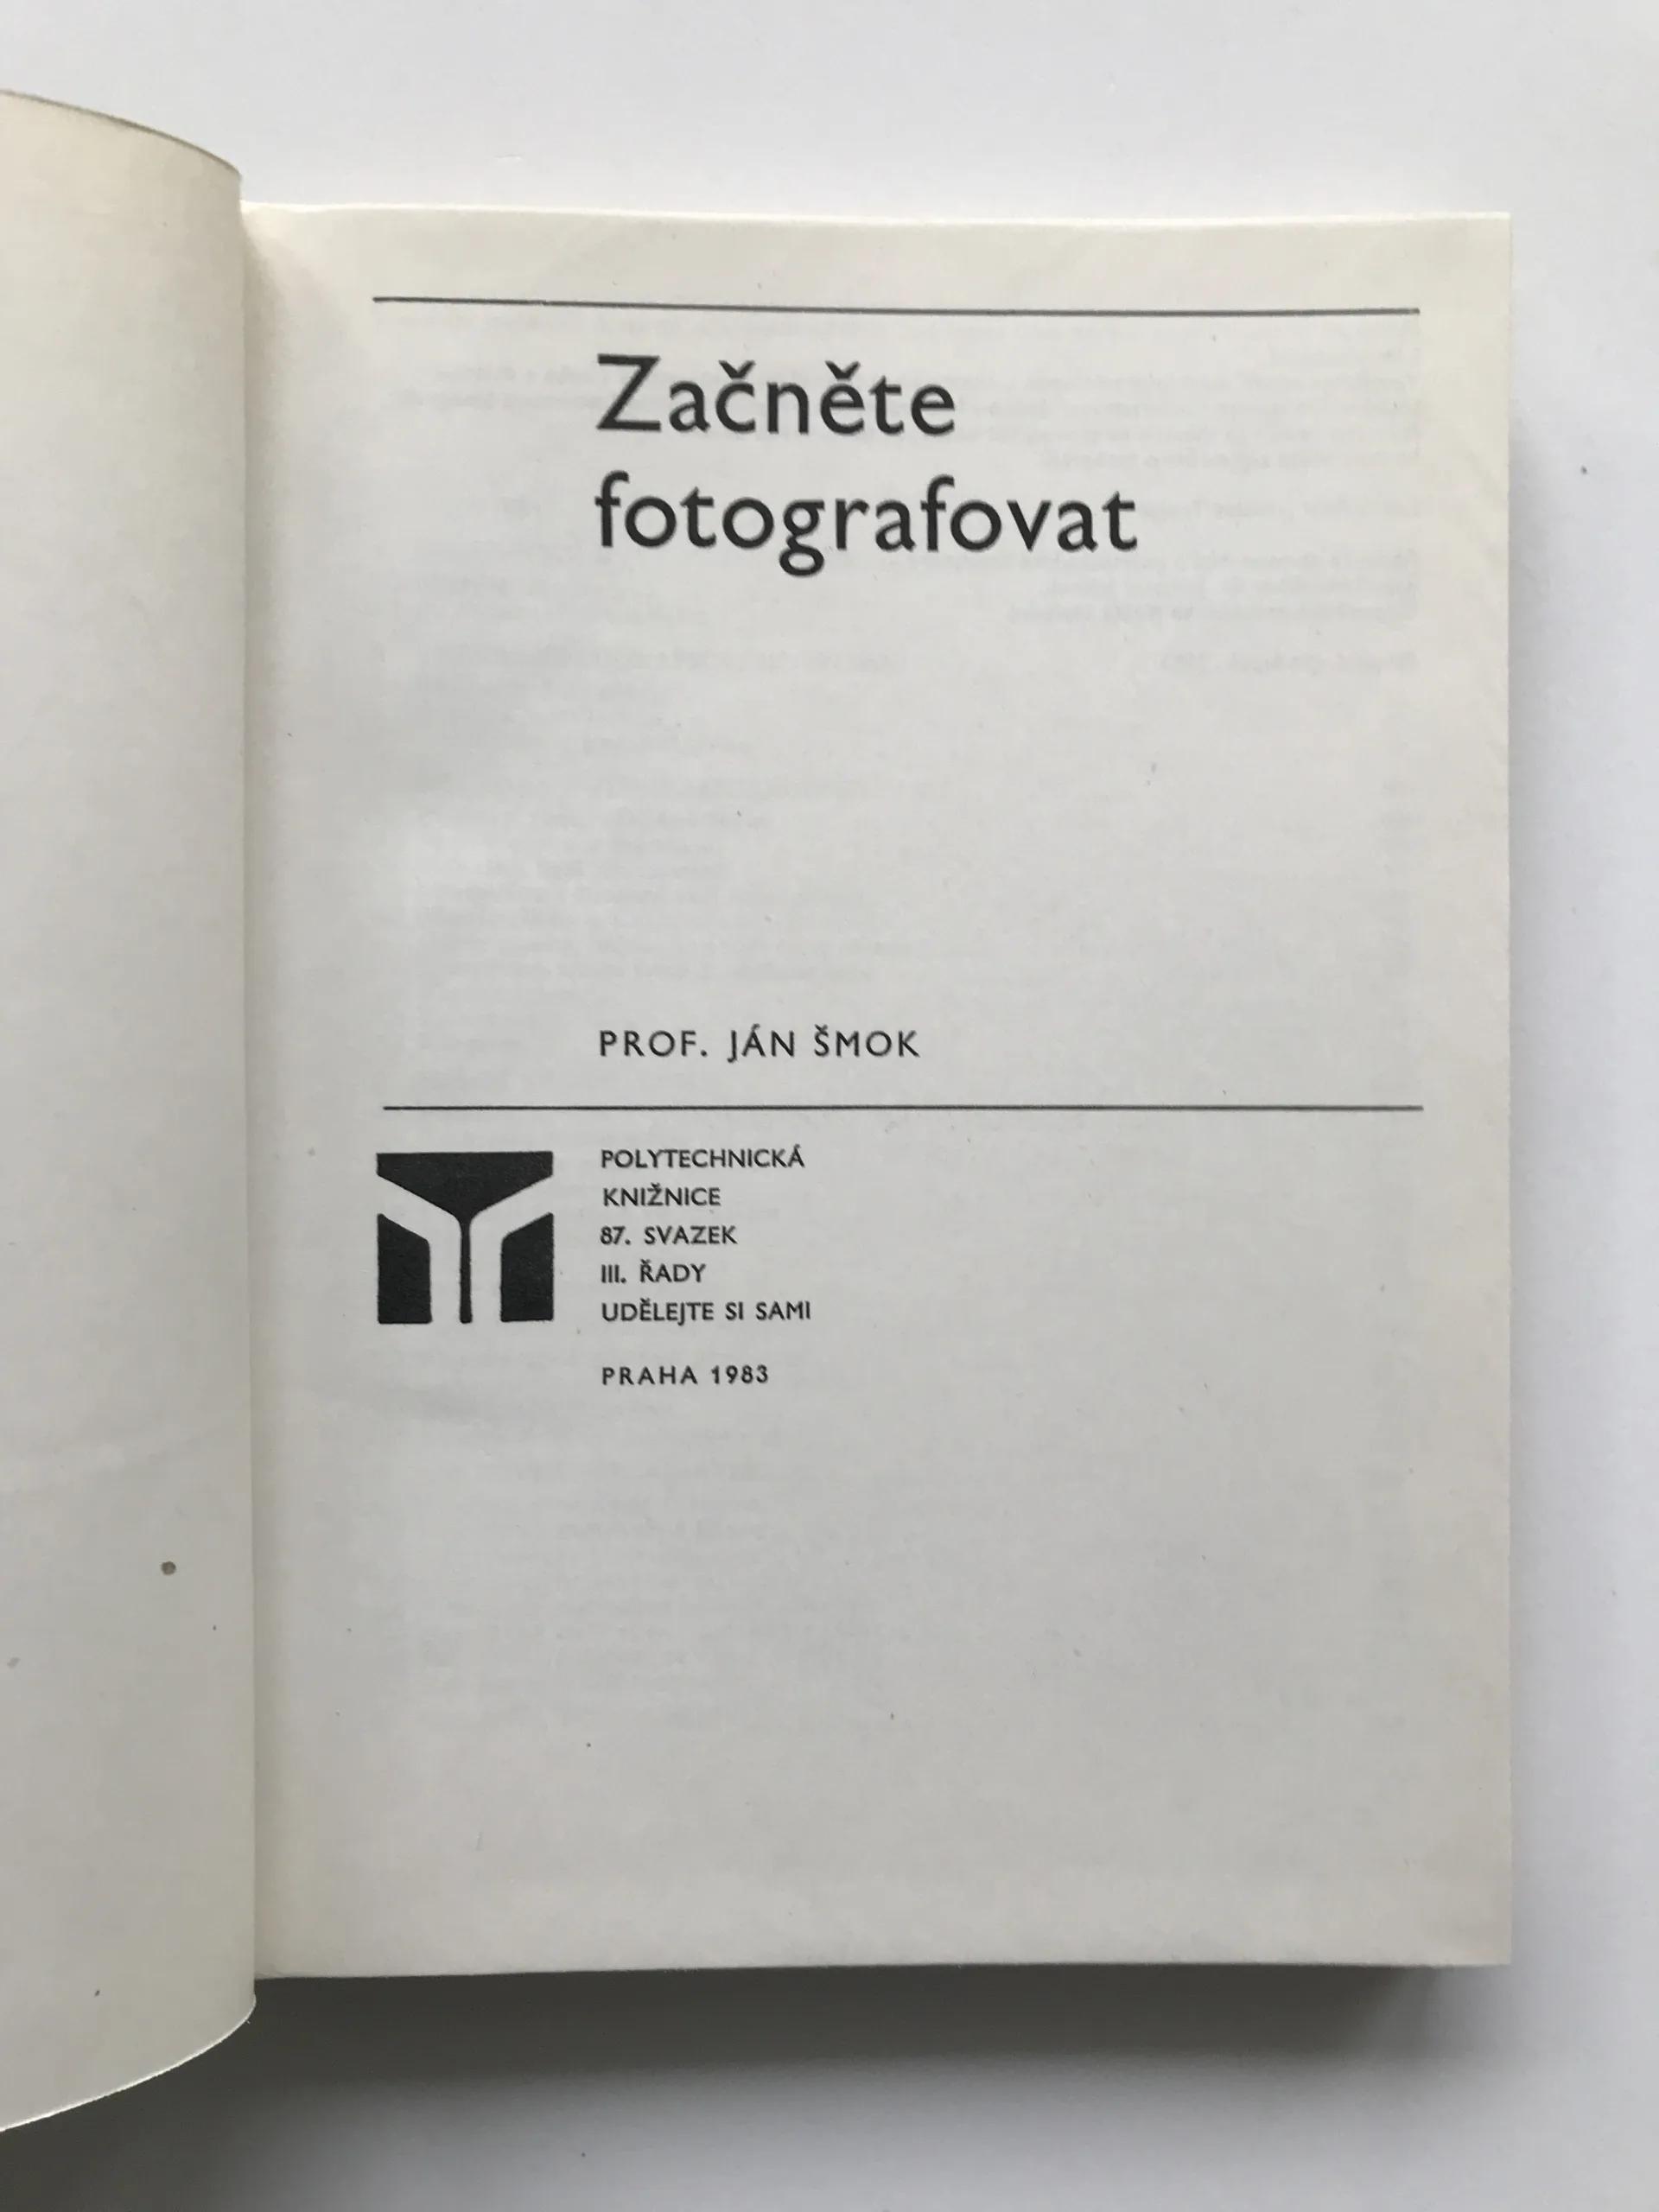 Začněte
fotografovat
PROF. JÁN ŠMOK
POLYTECHNICKÁ
KNIŽNICE
87. SVAZEK
III. ŘADY
UDĚLEJTE SI SAMI
PRAHA 1983